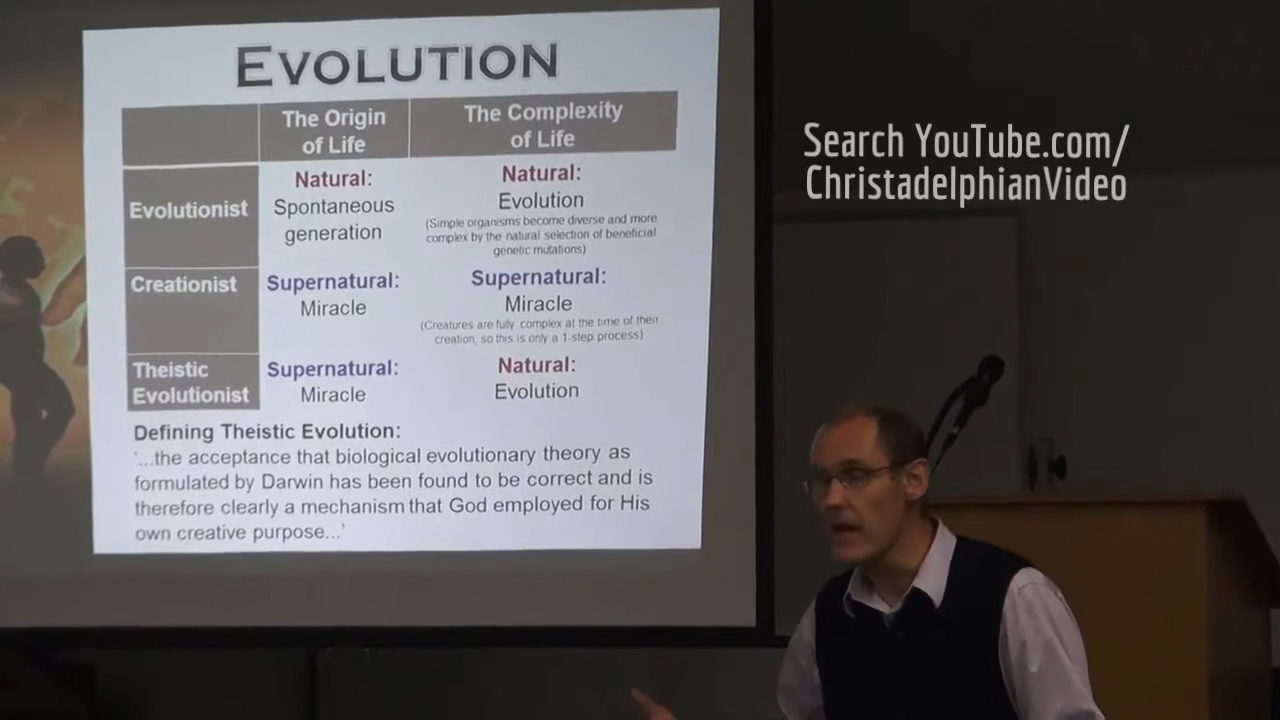 EVOLUTION
The Origin
of Life
The Complexity
of Life
Evolutionist
Natural:
Spontaneous
generation
Natural:
Evolution
(Simple organisms become diverse and more
complex by the natural selection of beneficial
genetic mutations)
Creationist
Supernatural:
Miracle
Supernatural:
Miracle
(Creatures are fully complex at the time of their
creation, so this is only a 1-step process)
Theistic
Evolutionist
Supernatural:
Miracle
Natural:
Evolution
Defining Theistic Evolution:
'...the acceptance that biological evolutionary theory as
formulated by Darwin has been found to be correct and is
therefore clearly a mechanism that God employed for His
own creative purpose...'
Search YouTube.com/
ChristadelphianVideo